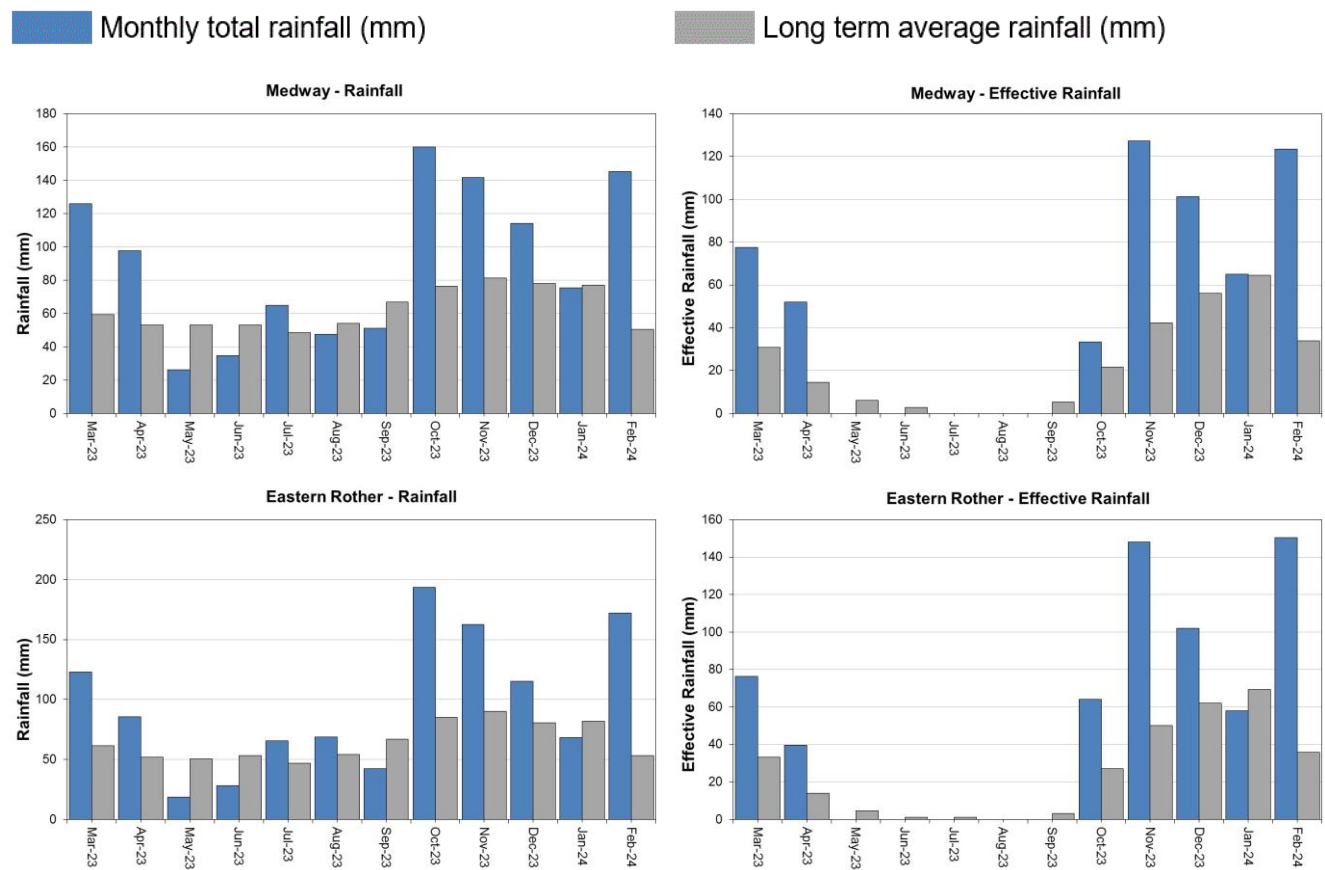 Monthly total rainfall (mm)
Long term average rainfall (mm)
Medway - Rainfall
Rainfall (mm)
180
160
140
120
100
80
60
40
20
0
Mar-23
Apr-23
May-23
Jun-23
Jul-23
Aug-23
Sep-23
Oct-23
Nov-23
Dec-23
Jan-24
Feb-24
Medway - Effective Rainfall
Effective Rainfall (mm)
140
120
100
80
60
40
20
0
Mar-23
Apr-23
May-23
Jun-23
Jul-23
Aug-23
Sep-23
Oct-23
Nov-23
Dec-23
Jan-24
Feb-24
Eastern Rother - Rainfall
Rainfall (mm)
250
200
150
100
50
0
Mar-23
Apr-23
May-23
Jun-23
Jul-23
Aug-23
Sep-23
Oct-23
Nov-23
Dec-23
Jan-24
Feb-24
Eastern Rother - Effective Rainfall
Effective Rainfall (mm)
160
140
120
100
80
60
40
20
0
Mar-23
Apr-23
May-23
Jun-23
Jul-23
Aug-23
Sep-23
Oct-23
Nov-23
Dec-23
Jan-24
Feb-24